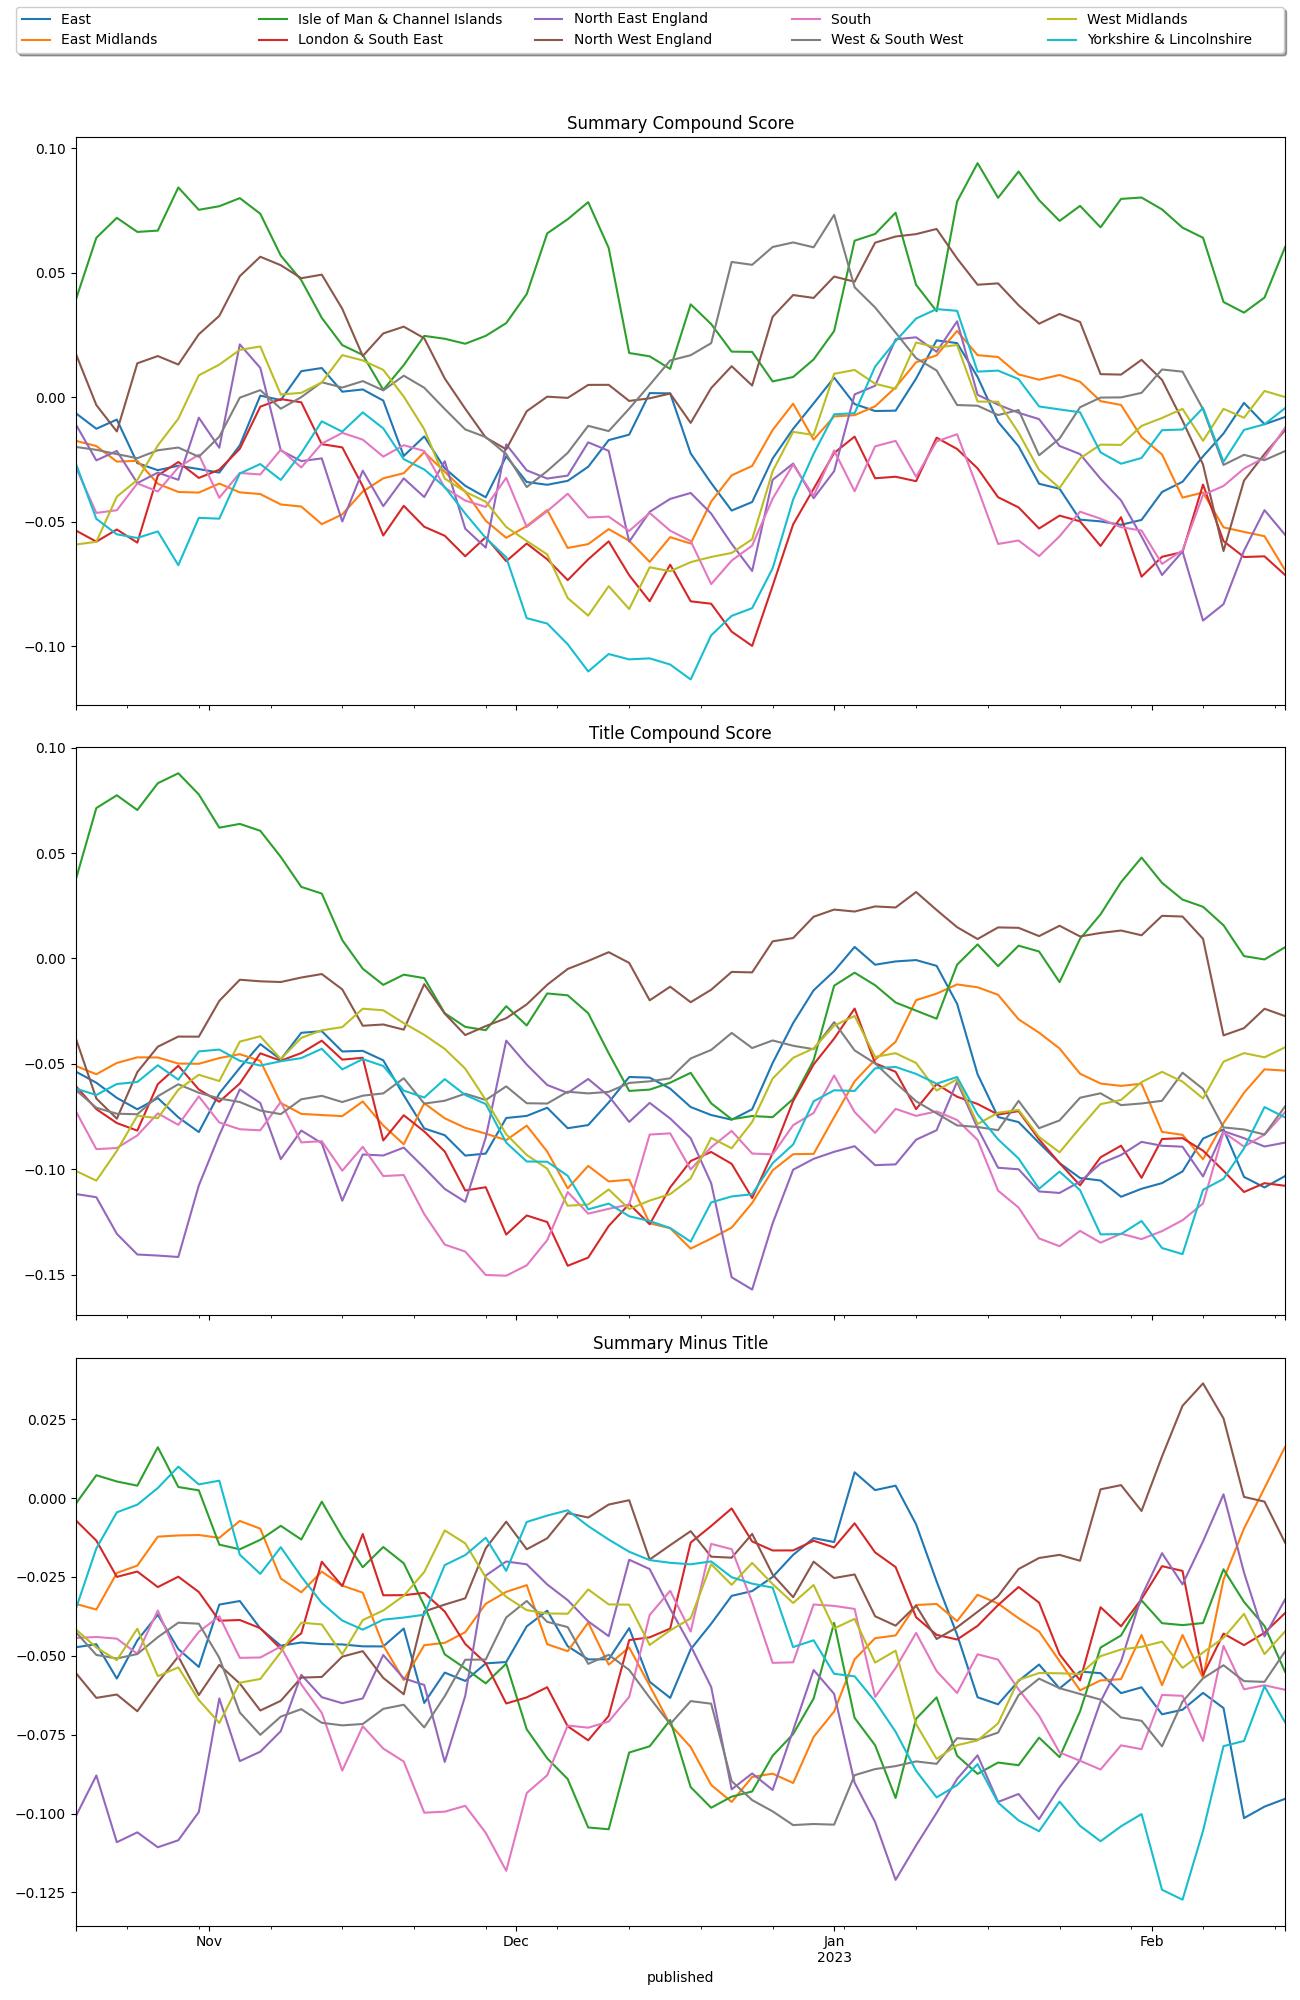 East
East Midlands
Isle of Man & Channel Islands
London & South East
North East England
North West England
South
West & South West
West Midlands
Yorkshire & Lincolnshire
Summary Compound Score
0.10
0.05
0.00
−0.05
−0.10
Title Compound Score
0.10
0.05
0.00
−0.05
−0.10
−0.15
Summary Minus Title
0.025
0.000
−0.025
−0.050
−0.075
−0.100
−0.125
Nov Dec Jan Feb
2023
published